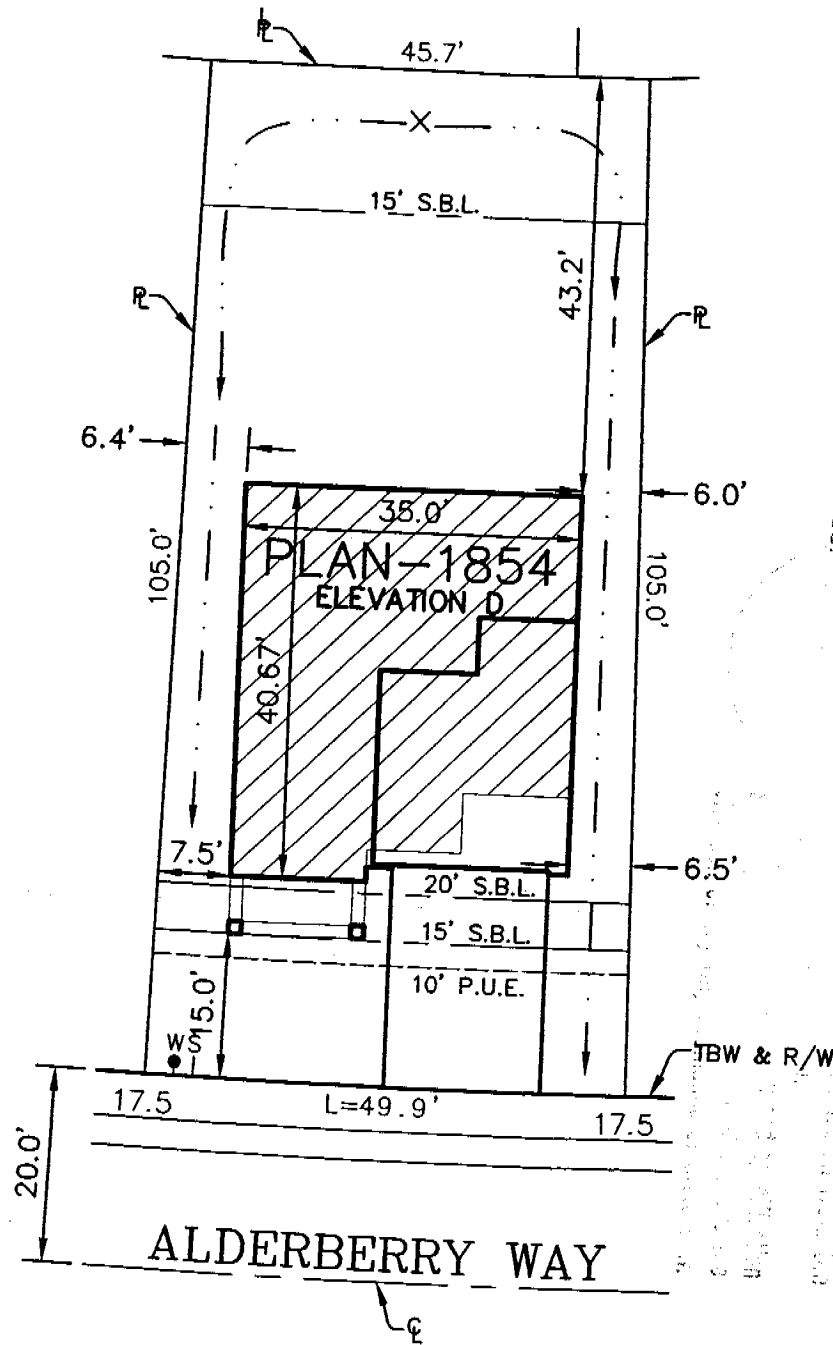 PL
45.7'
X
15' S.B.L.
43.2'
PL
PL
6.4'
6.0'
35.0'
PLAN-1854
ELEVATION D
105.0'
105.0'
40.67'
7.5'
6.5'
20' S.B.L.
15' S.B.L.
10' P.U.E.
15.0'
WS
TBW & R/W
17.5
L=49.9'
17.5
20.0'
ALDERBERRY WAY
CL